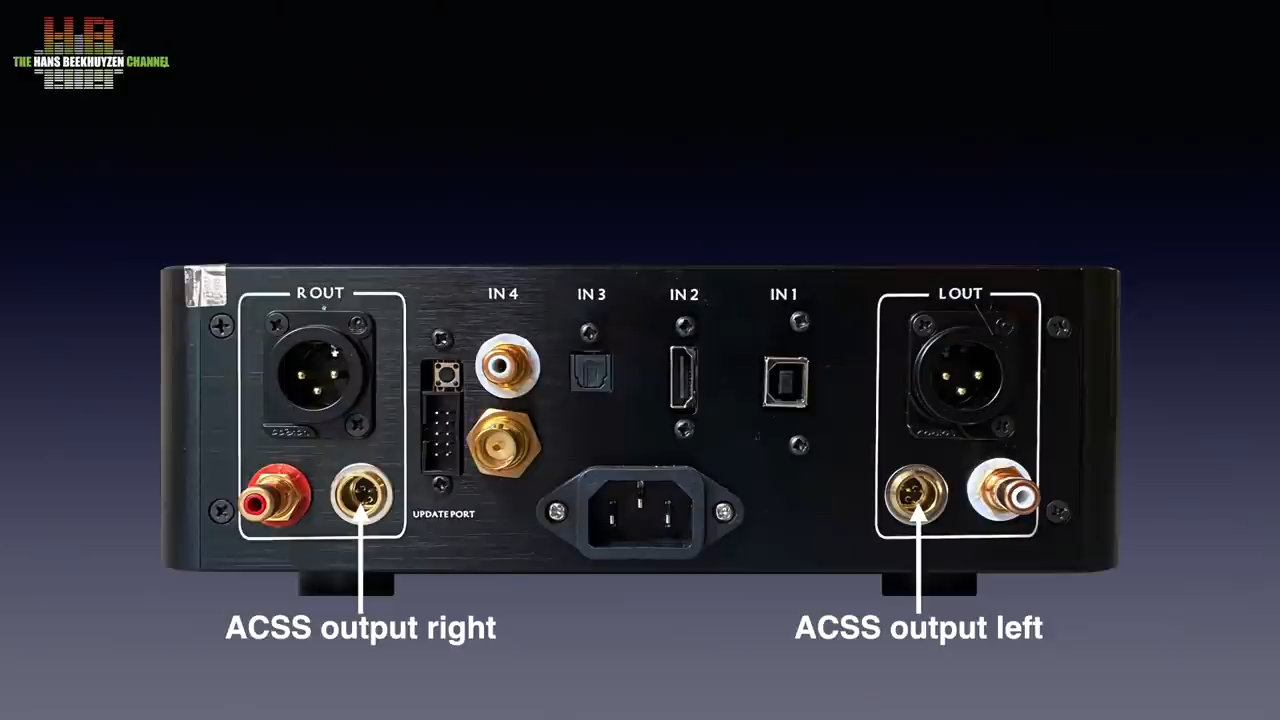 THE HANS BEEKHUYZEN CHANNEL
R OUT
IN 4
IN 3
IN 2
IN 1
L OUT
UPDATE PORT
ACSS output right
ACSS output left